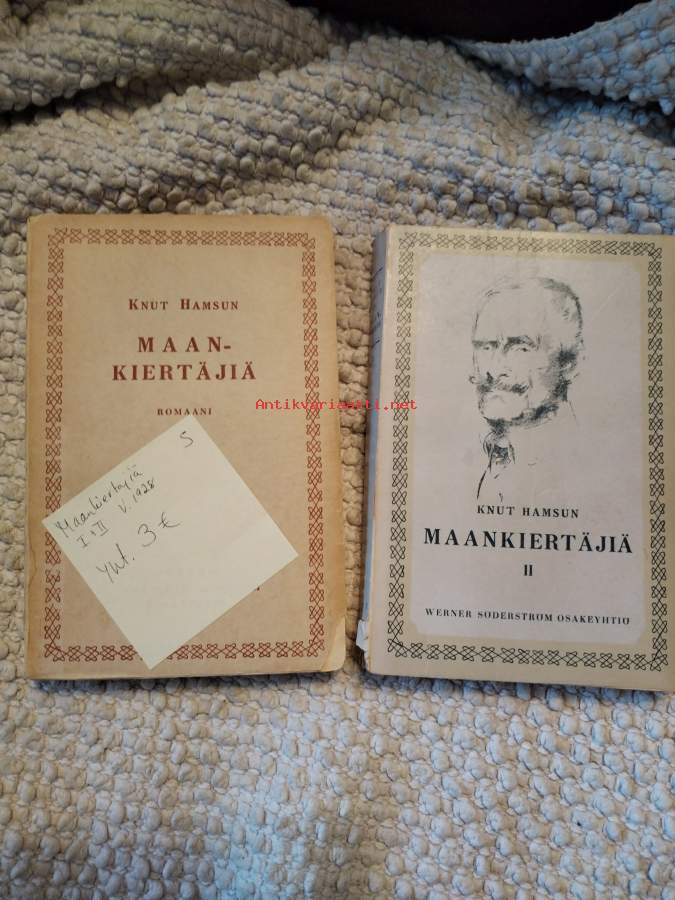 KNUT HAMSUN
MAAN-
KIERTÄJIÄ
ROMAANI
S
Maankiertäjiä
I+II V. 1928
YHT. 3€
KNUT HAMSUN
MAANKIERTÄJIÄ
II
WERNER SÖDERSTRÖM OSAKEYHTIÖ
Antikvariaatti.net